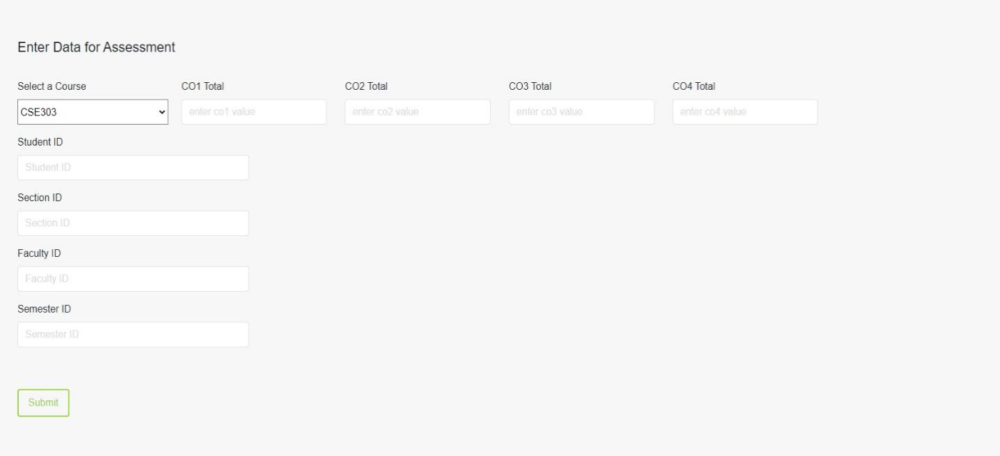 Enter Data for Assessment
Select a Course CO1 Total CO2 Total CO3 Total CO4 Total
CSE303 enter co1 value enter co2 value enter co3 value enter co4 value
Student ID
Student ID
Section ID
Section ID
Faculty ID
Faculty ID
Semester ID
Semester ID
Submit